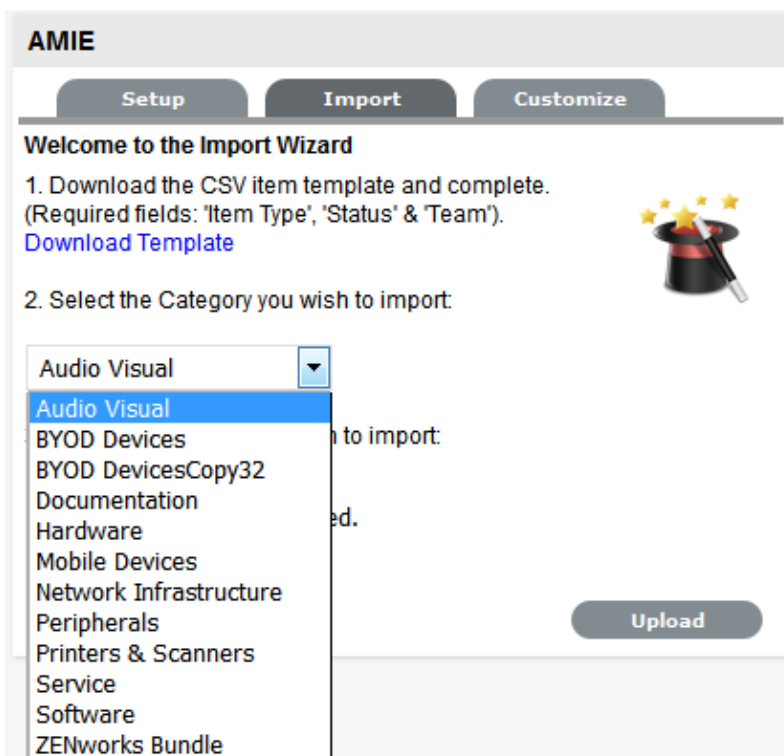 AMIE
Setup Import Customize
Welcome to the Import Wizard
1. Download the CSV item template and complete.
(Required fields: 'Item Type', 'Status' & 'Team').
Download Template
2. Select the Category you wish to import:
Audio Visual
Audio Visual
BYOD Devices
to import:
BYOD DevicesCopy32
Documentation
Hardware
Mobile Devices
Network Infrastructure
Peripherals
Upload
Printers & Scanners
Service
Software
ZENworks Bundle